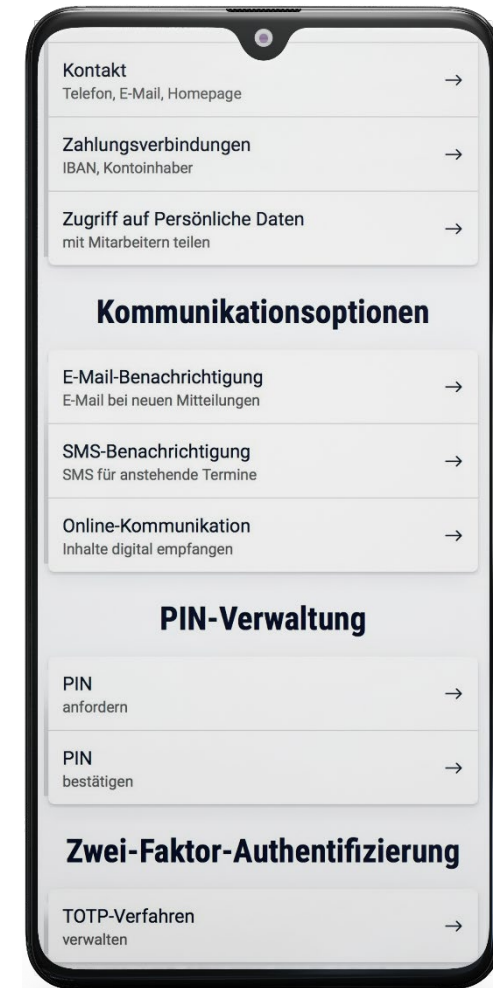 Kontakt
Telefon, E-Mail, Homepage
Zahlungsverbindungen
IBAN, Kontoinhaber
Zugriff auf Persönliche Daten
mit Mitarbeitern teilen
Kommunikationsoptionen
E-Mail-Benachrichtigung
E-Mail bei neuen Mitteilungen
SMS-Benachrichtigung
SMS für anstehende Termine
Online-Kommunikation
Inhalte digital empfangen
PIN-Verwaltung
PIN
anfordern
PIN
bestätigen
Zwei-Faktor-Authentifizierung
TOTP-Verfahren
verwalten